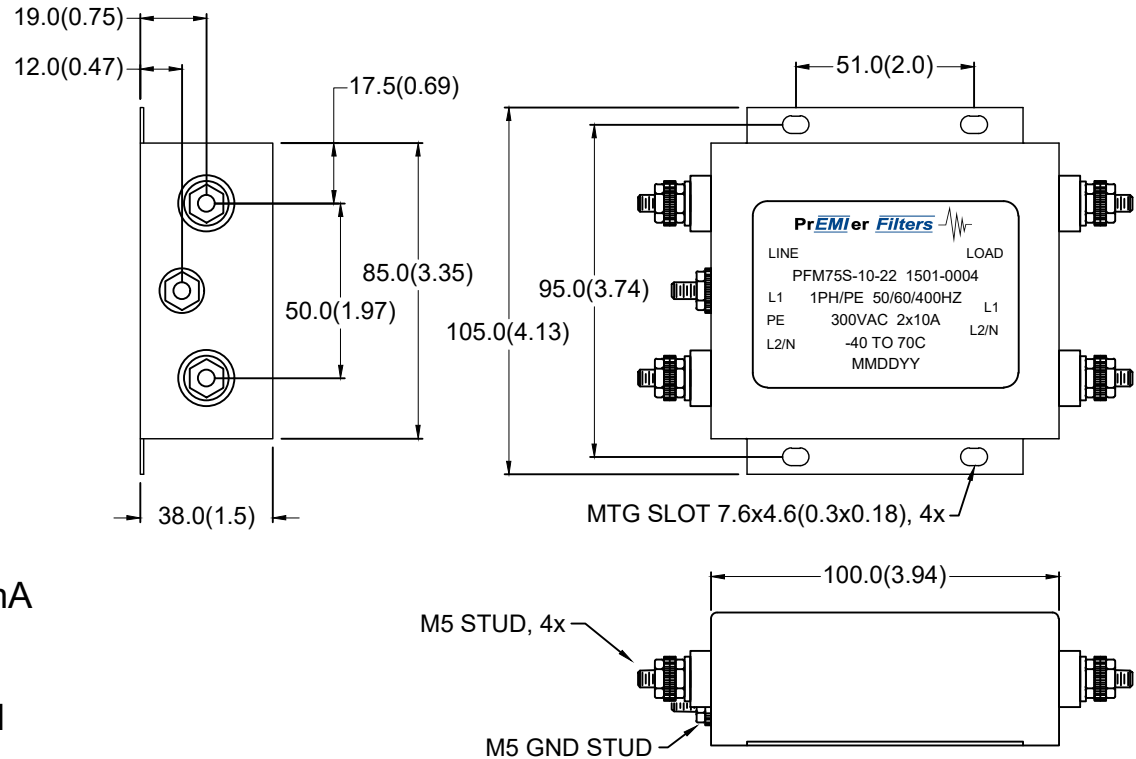 19.0(0.75)
12.0(0.47)
17.5(0.69)
85.0(3.35)
50.0(1.97)
38.0(1.5)
51.0(2.0)
95.0(3.74)
105.0(4.13)
PrEMIer Filters
LINE LOAD
PFM75S-10-22 1501-0004
L1 1PH/PE 50/60/400HZ L1
PE 300VAC 2x10A L2/N
L2/N -40 TO 70C
MMDDYY
MTG SLOT 7.6x4.6(0.3x0.18), 4x
100.0(3.94)
M5 STUD, 4x
M5 GND STUD